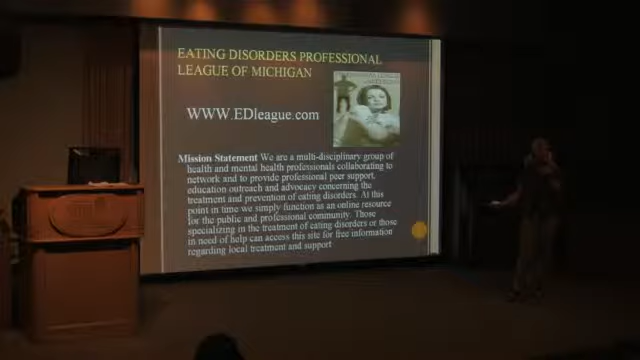 EATING DISORDERS PROFESSIONAL
LEAGUE OF MICHIGAN
WWW.EDleague.com
Mission Statement We are a multi-disciplinary group of
health and mental health professionals collaborating to
network and to provide professional peer support,
education outreach and advocacy concerning the
treatment and prevention of eating disorders. At this
point in time we simply function as an online resource
for the public and professional community. Those
specializing in the treatment of eating disorders or those
in need of help can access this site for free information
regarding local treatment and support